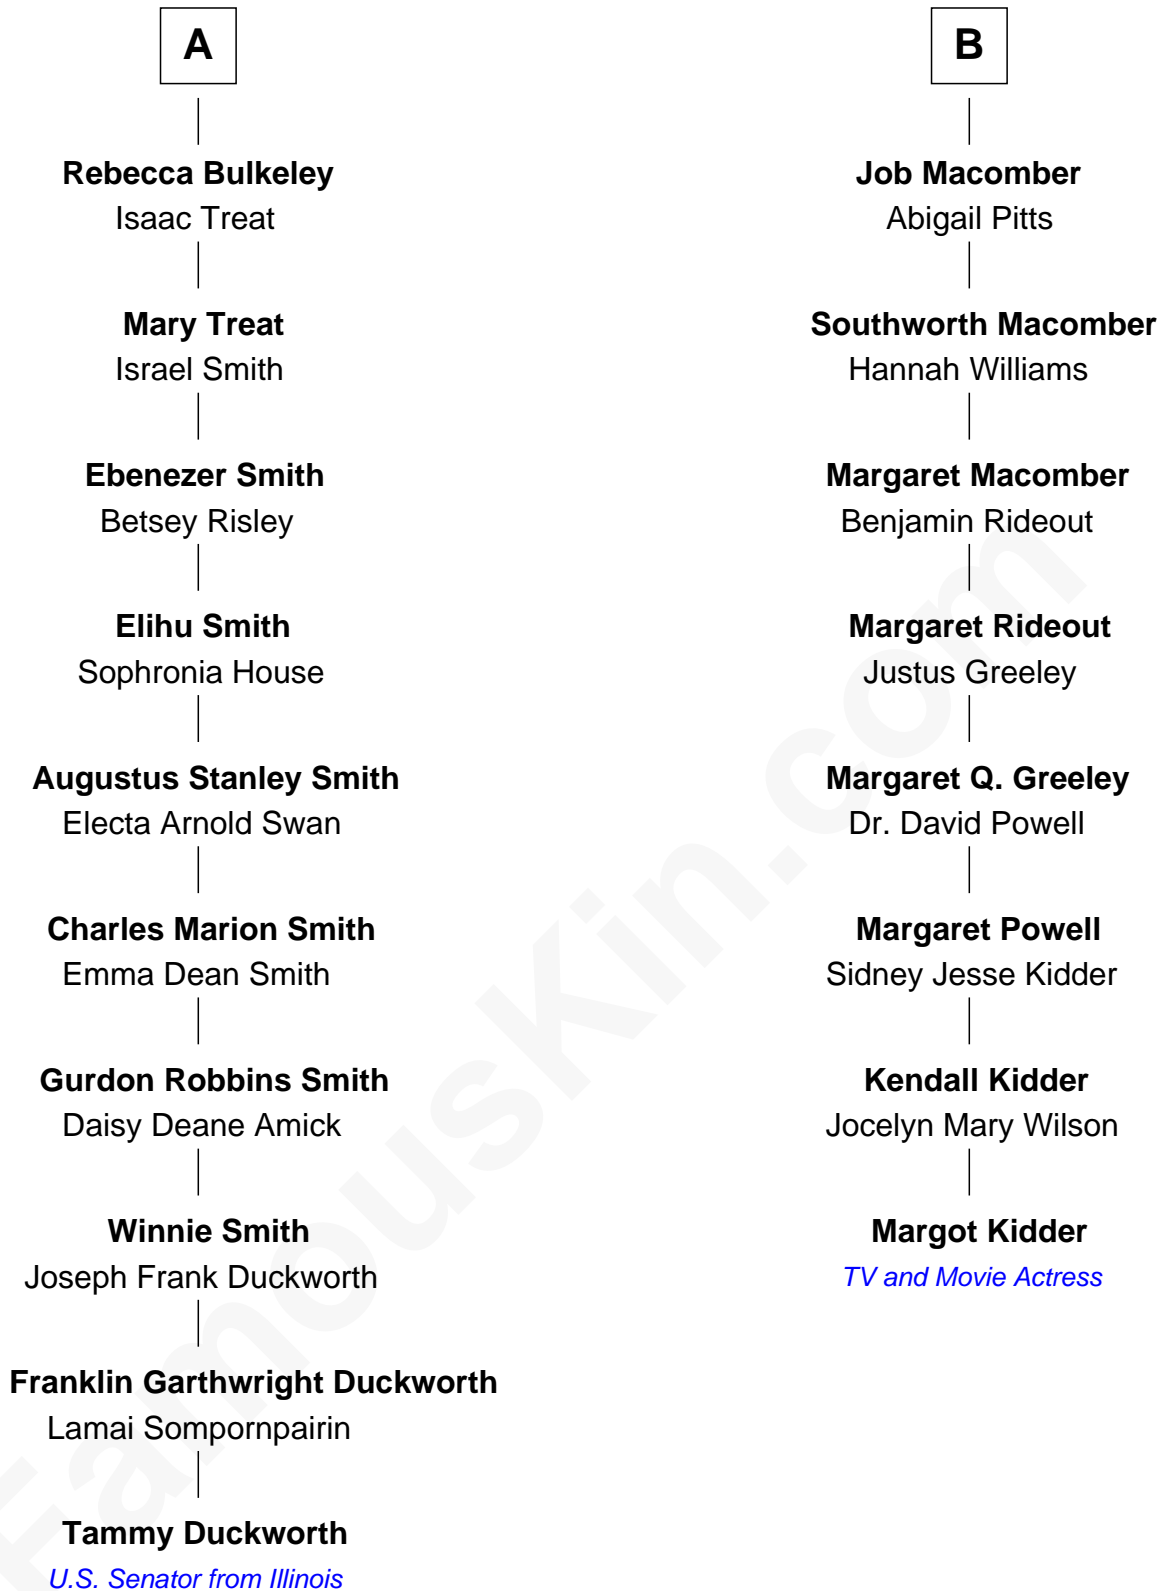 A
Rebecca Bulkeley
Isaac Treat
Mary Treat
Israel Smith
Ebenezer Smith
Betsey Risley
Elihu Smith
Sophronia House
Augustus Stanley Smith
Electa Arnold Swan
Charles Marion Smith
Emma Dean Smith
Gurdon Robbins Smith
Daisy Deane Amick
Winnie Smith
Joseph Frank Duckworth
Franklin Garthwright Duckworth
Lamai Sompornpairin
Tammy Duckworth
U.S. Senator from Illinois
B
Job Macomber
Abigail Pitts
Southworth Macomber
Hannah Williams
Margaret Macomber
Benjamin Rideout
Margaret Rideout
Justus Greeley
Margaret Q. Greeley
Dr. David Powell
Margaret Powell
Sidney Jesse Kidder
Kendall Kidder
Jocelyn Mary Wilson
Margot Kidder
TV and Movie Actress
FamousKin.com